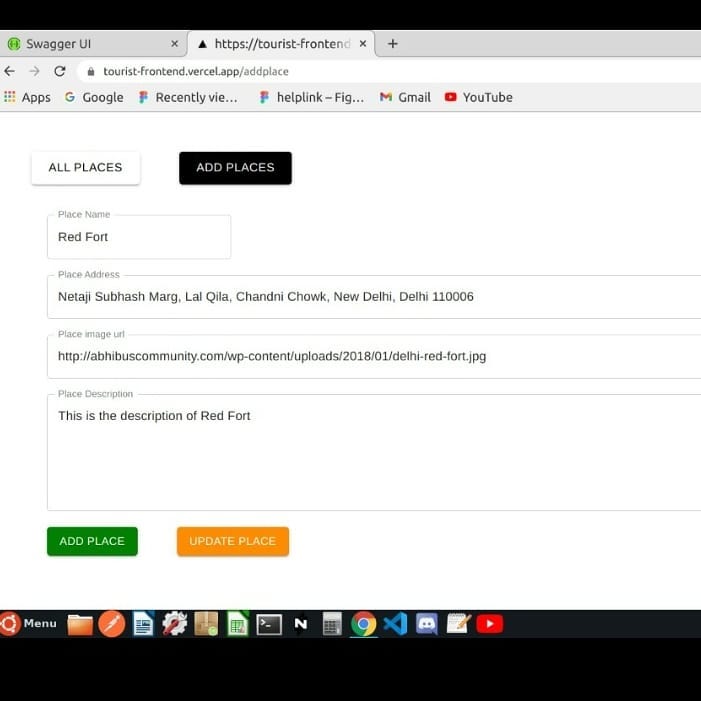 Swagger UI
https://tourist-frontend
tourist-frontend.vercel.app/addplace
Apps Google Recently vie... helplink – Fig... Gmail YouTube
ALL PLACES ADD PLACES
Place Name
Red Fort
Place Address
Netaji Subhash Marg, Lal Qila, Chandni Chowk, New Delhi, Delhi 110006
Place image url
http://abhibuscommunity.com/wp-content/uploads/2018/01/delhi-red-fort.jpg
Place Description
This is the description of Red Fort
ADD PLACE UPDATE PLACE
Menu